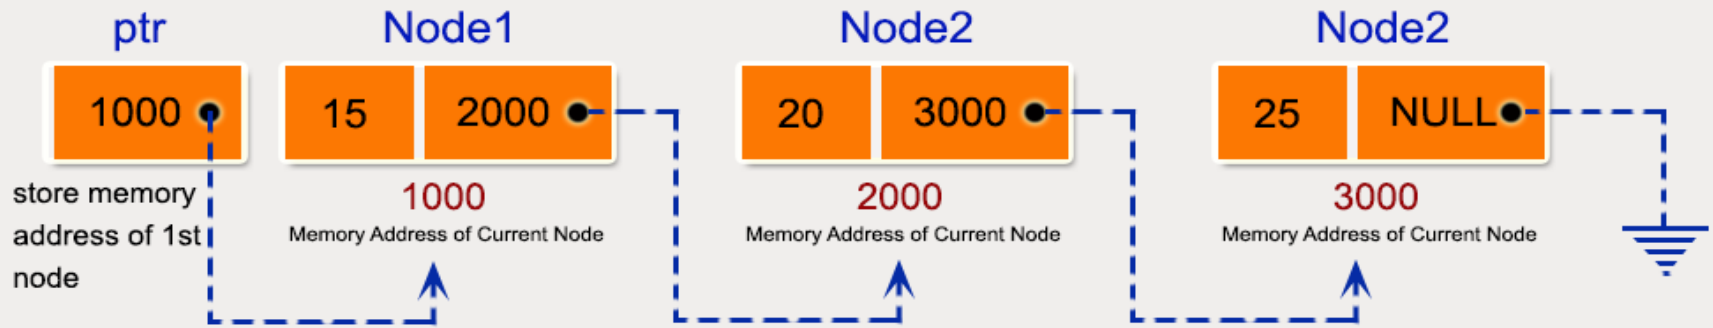 ptr
Node1
Node2
Node2
1000
15
2000
20
3000
25
NULL
store memory
address of 1st
node
1000
Memory Address of Current Node
2000
Memory Address of Current Node
3000
Memory Address of Current Node